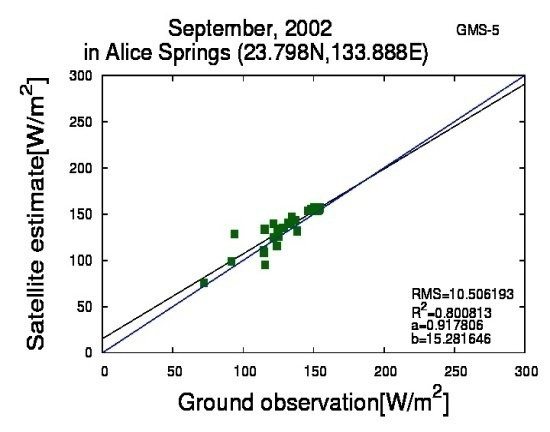 September, 2002
GMS-5
in Alice Springs (23.798N,133.888E)
300
250
200
150
100
50
0
Satellite estimate[W/m²]
RMS=10.506193
R²=0.800813
a=0.917806
b=15.281646
0 50 100 150 200 250 300
Ground observation[W/m²]